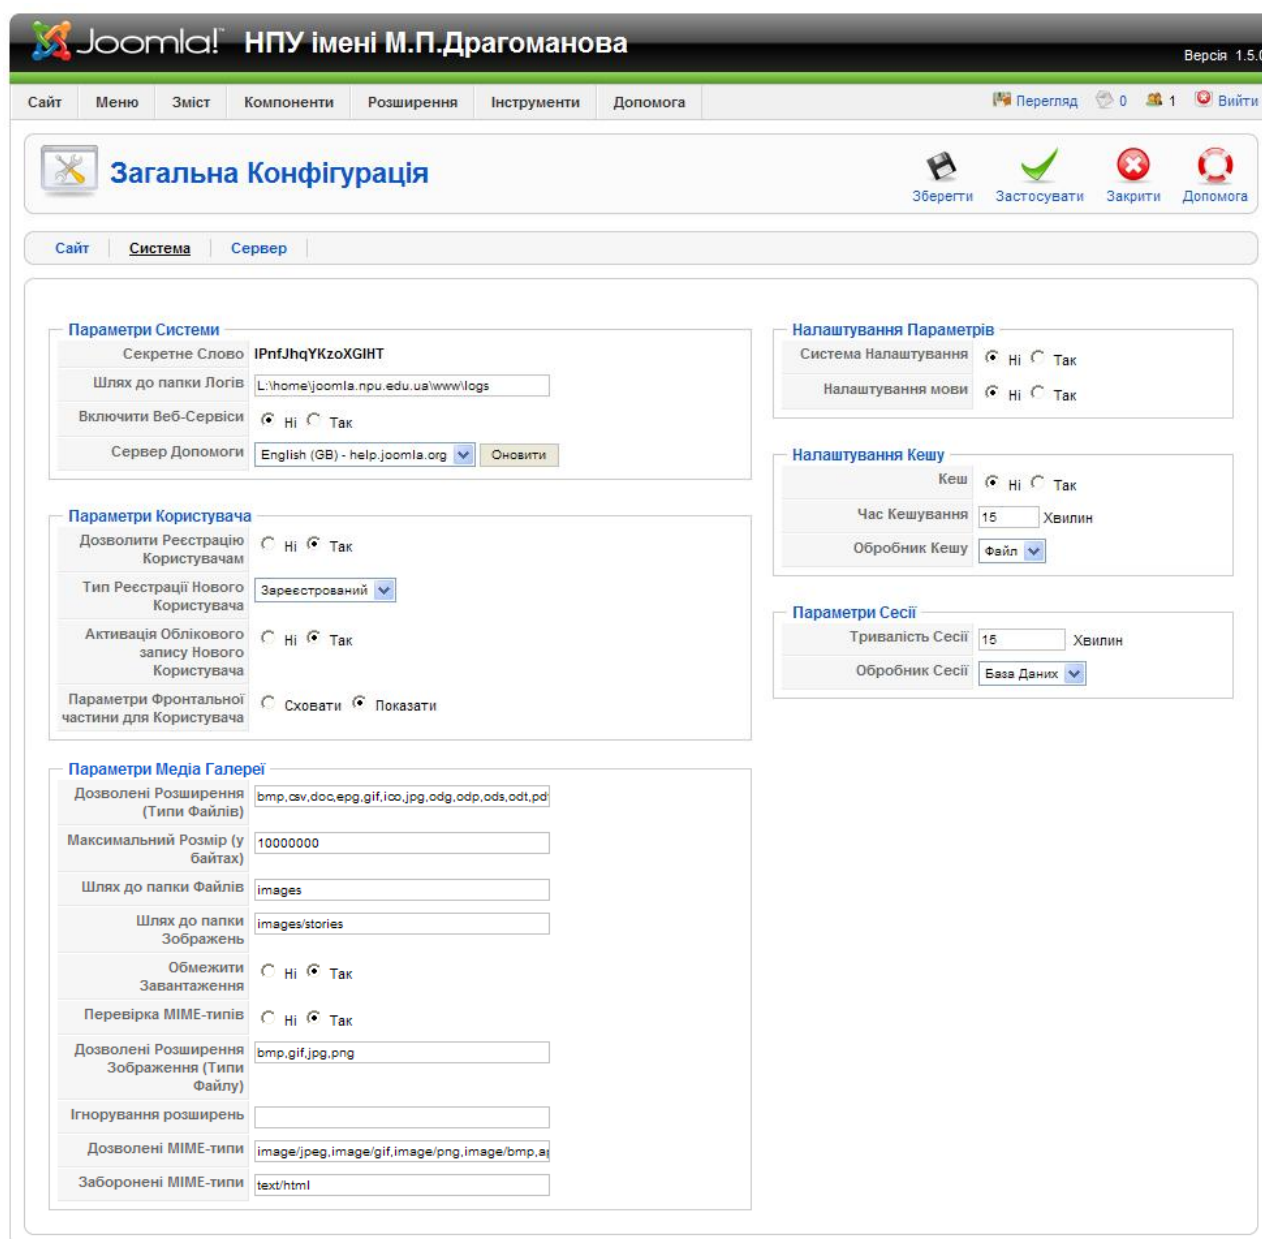 Joomla! НПУ імені М.П.Драгоманова
Версія 1.5.0
Сайт Меню Зміст Компоненти Розширення Інструменти Допомога Перегляд 0 1 Вийти
Загальна Конфігурація
Зберегти Застосувати Закрити Допомога
Сайт Система Сервер
Параметри Системи
Секретне Слово IPnfJhqYKzoXGIHT
Шлях до папки Логів L:\home\joomla.npu.edu.ua\www\logs
Включити Веб-Сервіси Ні Так
Сервер Допомоги English (GB) - help.joomla.org Оновити
Параметри Користувача
Дозволити Реєстрацію Користувачам Ні Так
Тип Реєстрації Нового Користувача Зареєстрований
Активація Облікового запису Нового Користувача Ні Так
Параметри Фронтальної частини для Користувача Сховати Показати
Параметри Медіа Галереї
Дозволені Розширення (Типи Файлів) bmp,csv,doc,epg,gif,ico,jpg,odg,odp,ods,odt,pd
Максимальний Розмір (у байтах) 10000000
Шлях до папки Файлів images
Шлях до папки Зображень images/stories
Обмежити Завантаження Ні Так
Перевірка MIME-типів Ні Так
Дозволені Розширення Зображення (Типи Файлу) bmp,gif,jpg,png
Ігнорування розширень
Дозволені MIME-типи image/jpeg,image/gif,image/png,image/bmp,a
Заборонені MIME-типи text/html
Налаштування Параметрів
Система Налаштування Ні Так
Налаштування мови Ні Так
Налаштування Кешу
Кеш Ні Так
Час Кешування 15 Хвилин
Обробник Кешу Файл
Параметри Сесії
Тривалість Сесії 15 Хвилин
Обробник Сесії База Даних